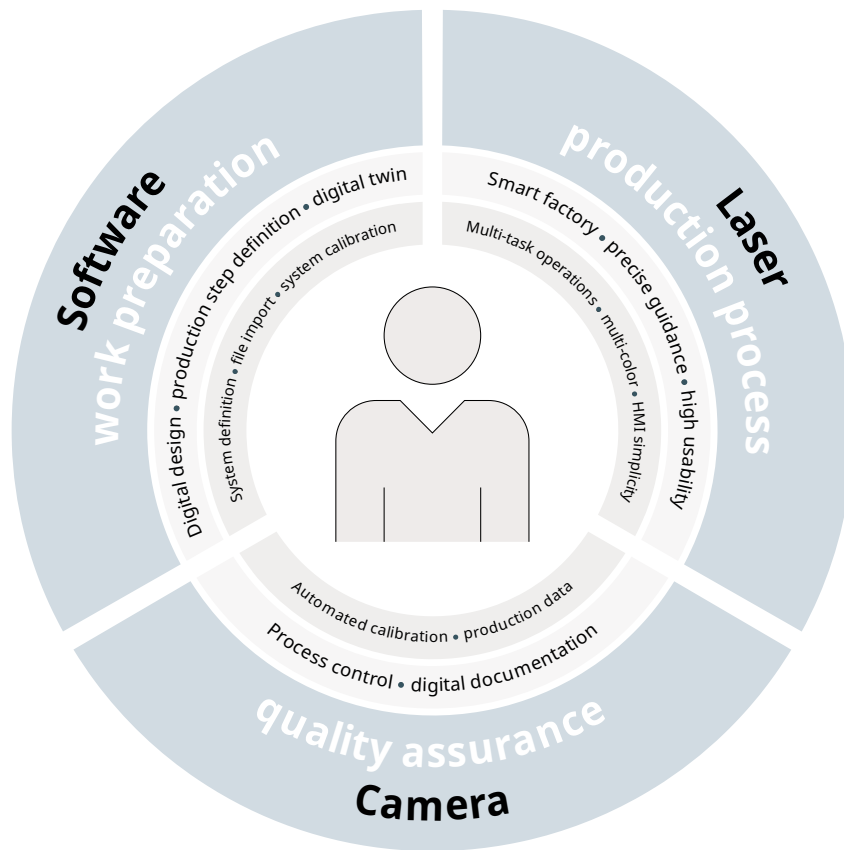 Software
work preparation
Digital design • production step definition • digital twin
System definition • file import • system calibration
Laser
production process
Smart factory • precise guidance • high usability
Multi-task operations • multi-color • HMI simplicity
Automated calibration • production data
Process control • digital documentation
quality assurance
Camera